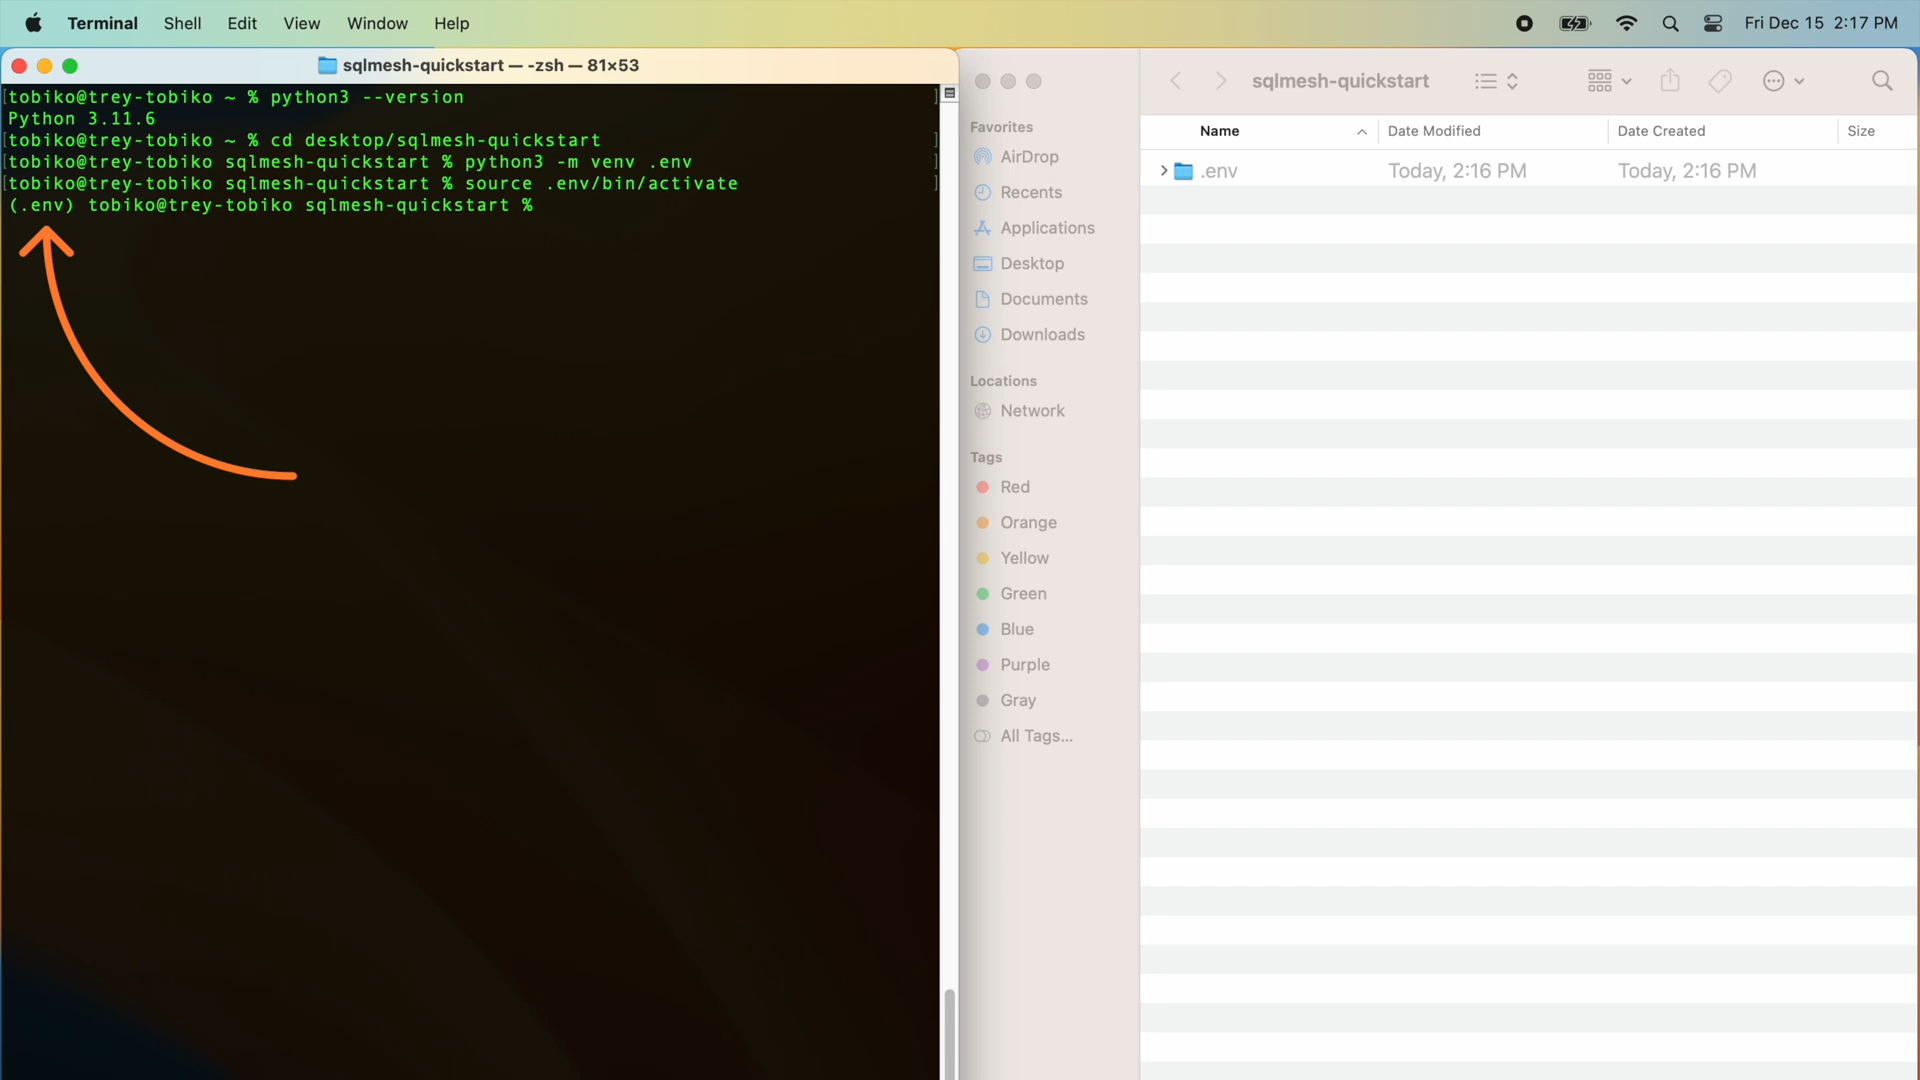 Terminal Shell Edit View Window Help Fri Dec 15 2:17 PM
sqlmesh-quickstart — -zsh — 81×53
[tobiko@trey-tobiko ~ % python3 --version ]
Python 3.11.6
[tobiko@trey-tobiko ~ % cd desktop/sqlmesh-quickstart ]
[tobiko@trey-tobiko sqlmesh-quickstart % python3 -m venv .env ]
[tobiko@trey-tobiko sqlmesh-quickstart % source .env/bin/activate ]
(.env) tobiko@trey-tobiko sqlmesh-quickstart %
sqlmesh-quickstart
Favorites
AirDrop
Recents
Applications
Desktop
Documents
Downloads
Locations
Network
Tags
Red
Orange
Yellow
Green
Blue
Purple
Gray
All Tags...
Name Date Modified Date Created Size
.env Today, 2:16 PM Today, 2:16 PM